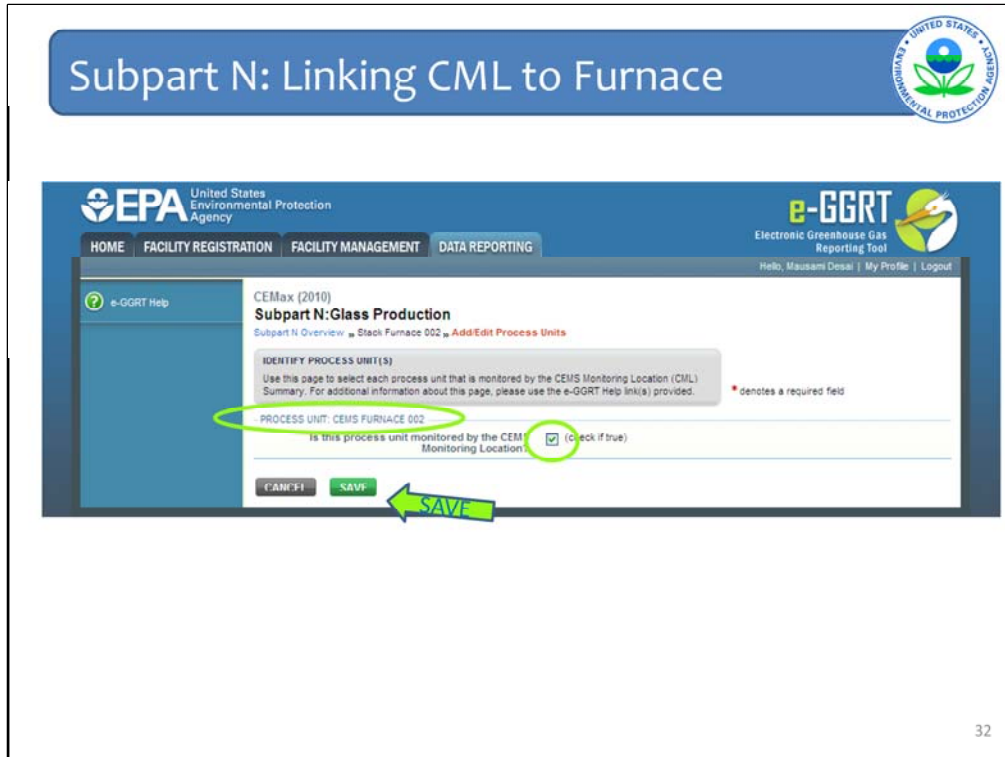 Subpart N: Linking CML to Furnace
UNITED STATES
ENVIRONMENTAL PROTECTION AGENCY
EPA United States
Environmental Protection
Agency
e-GGRT
Electronic Greenhouse Gas
Reporting Tool
HOME FACILITY REGISTRATION FACILITY MANAGEMENT DATA REPORTING
Hello, Mausami Desai | My Profile | Logout
? e-GGRT Help
CEMax (2010)
Subpart N:Glass Production
Subpart N Overview » Stack Furnace 002 » Add/Edit Process Units
IDENTIFY PROCESS UNIT(S)
Use this page to select each process unit that is monitored by the CEMS Monitoring Location (CML)
Summary. For additional information about this page, please use the e-GGRT Help link(s) provided.
* denotes a required field
PROCESS UNIT: CEMS FURNACE 002
Is this process unit monitored by the CEMS (check if true)
Monitoring Location?
CANCEL SAVE
SAVE
32